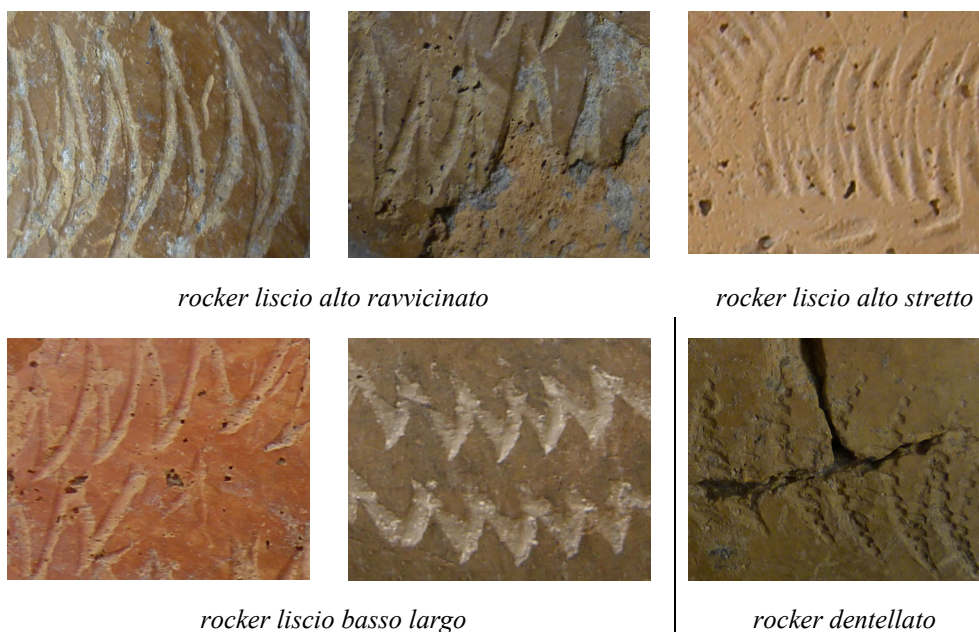 rocker liscio alto ravvicinato
rocker liscio alto stretto
rocker liscio basso largo
rocker dentellato